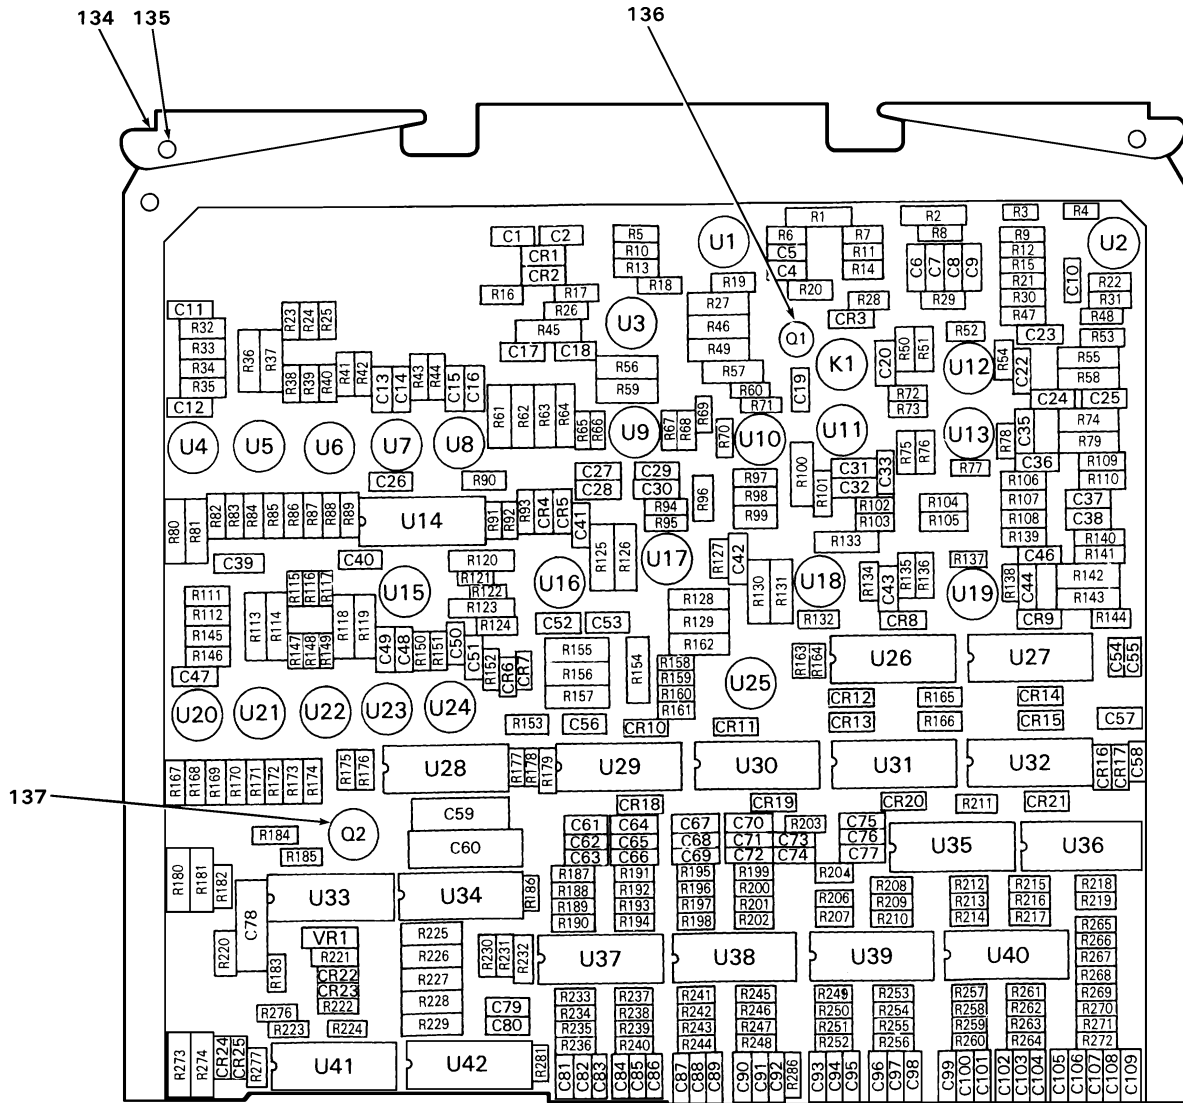 134 135
136
R1
R2
R3
R4
C1 C2
R5
U1
R6
R7
R8
R9
U2
CR1
R10
C5
R11
C6 C7 C8 C9
R12
CR2
R13
C4
R14
R15
C10
R16
R17
R18
R19
R20
R21
R22
C11
R23 R24 R25
R26
R27
R28
R29
R30
R31
R32
R45
U3
R46
Q1
CR3
R47
R48
R33
R36 R37
C17 C18
R49
R50 R51
R52
C23
R53
R34
R38 R39 R40
R41 R42
C13 C14
R43 R44
C15 C16
R56
R57
K1
C20
U12
R54
C22
R55
R35
R59
R60
C19
R72
R58
C12
R61 R62 R63 R64
R71
R73
C24 C25
U4 U5 U6 U7 U8
R65 R66
U9
R67 R68
R69
R70
U10
U11
R75 R76
U13
R78
C35
R74
R79
C26
R90
C27
C28
C29
C30
R96
R97
R98
R99
R100
R101
C31
C32
C33
R77
C36
R109
R110
R80 R81
R82 R83 R84 R85 R86 R87 R88 R89
U14
R91 R92
R93 CR4 CR5
C41
R94
R95
R102
R103
R104
R105
R106
R107
R108
C37
C38
C39
C40
R120
R125 R126
U17
R127
C42
R133
R139
R140
C46
R141
R111
R112
R145
R146
R113 R114
R115 R116 R117
R118 R119
U15
R121
R122
R123
R124
U16
R128
R129
R162
R130 R131
U18
R132
R134
C43
R135 R136
R137
U19
R138
C44
R142
R143
R144
C47
R147 R148 R149
C49 C48
R150 R151
C50
C51
R152
CR6 CR7
C52 C53
R155
R156
R157
R154
R158
R159
R160
R161
CR8
CR9
R163 R164
U26
U27
C54 C55
U20 U21 U22 U23 U24
R153
C56
CR10
U25
CR11
CR12
CR13
R165
R166
CR14
CR15
C57
R167 R168 R169 R170 R171 R172 R173 R174
R175 R176
U28
R177 R178 R179
U29
U30
U31
U32
CR16 CR17 C58
137
Q2
C59
CR18
CR19
CR20
R211
CR21
R184
C60
C61
C62
C63
C64
C65
C66
C67
C68
C69
C70
C71
C72
R203
C73
C74
C75
C76
C77
U35
U36
R185
R180 R181 R182
C78
U33
U34
R186
R187
R188
R189
R190
R191
R192
R193
R194
R195
R196
R197
R198
R199
R200
R201
R202
R204
R206
R207
R208
R209
R210
R212
R213
R214
R215
R216
R217
R218
R219
R220
R183
VR1
R221
CR22
CR23
R222
R225
R226
R227
R228
R229
R230 R231 R232
U37
U38
U39
U40
R265
R266
R267
R268
R269
R270
R271
R272
R276
R223
R224
C79
C80
R233
R234
R235
R236
R237
R238
R239
R240
R241
R242
R243
R244
R245
R246
R247
R248
R249
R250
R251
R252
R253
R254
R255
R256
R257
R258
R259
R260
R261
R262
R263
R264
R273 R274 CR24 CR25 R277
U41
U42
R281
C81 C82 C83 C84 C85 C86 C87 C88 C89 C90 C91 C92 R286 C93 C94 C95 C96 C97 C98 C99 C100 C101 C102 C103 C104 C105 C106 C107 C108 C109